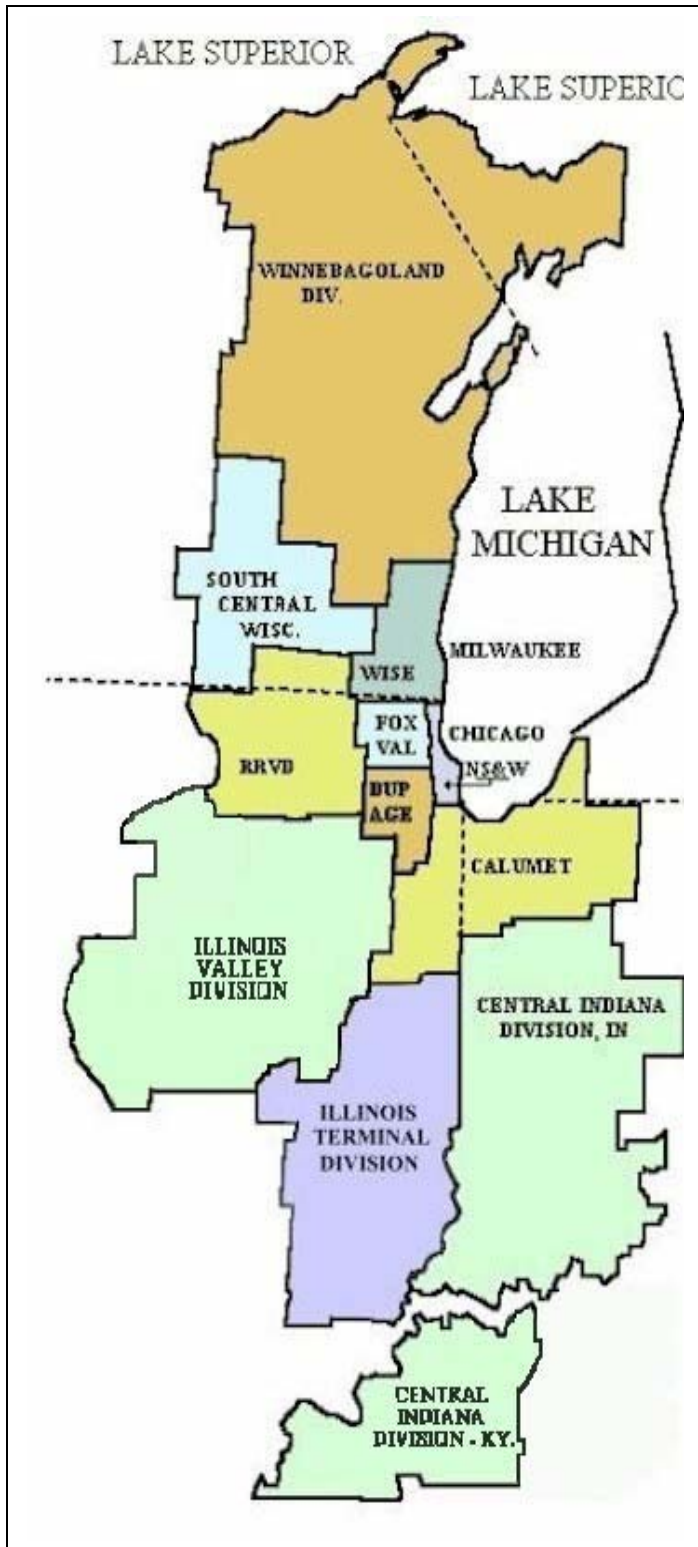 LAKE SUPERIOR
LAKE SUPERIO
WINNEBAGOLAND
DIV.
LAKE
MICHIGAN
SOUTH
CENTRAL
WISC.
WISE
MILWAUKEE
FOX
VAL
CHICAGO
NS&W
RRVD
DUP
AGE
CALUMET
ILLINOIS
VALLEY
DIVISION
CENTRAL INDIANA
DIVISION, IN
ILLINOIS
TERMINAL
DIVISION
CENTRAL
INDIANA
DIVISION - KY.